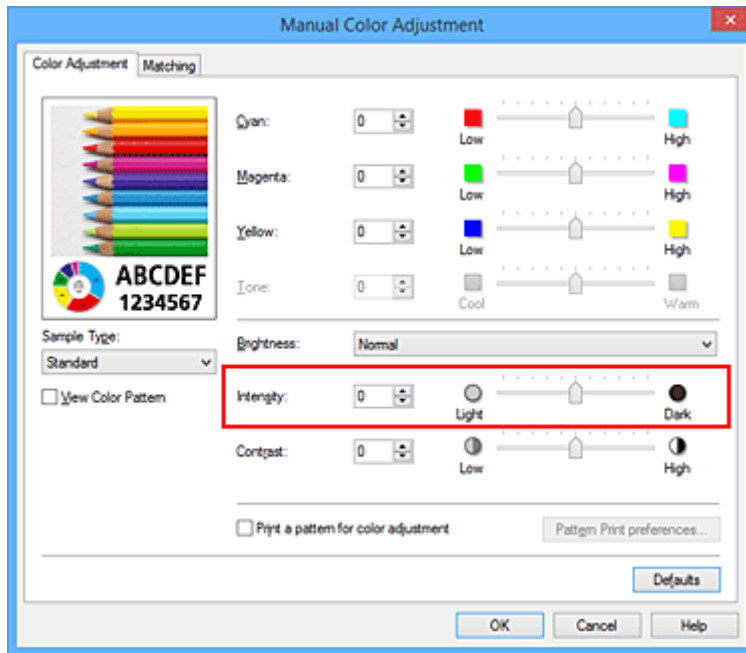 Manual Color Adjustment
Color Adjustment Matching
Cyan: 0 Low High
Magenta: 0 Low High
Yellow: 0 Low High
ABCDEF
1234567
Tone: 0 Cool Warm
Sample Type:
Standard
View Color Pattern
Brightness: Normal
Intensity: 0 Light Dark
Contrast: 0 Low High
Print a pattern for color adjustment Pattern Print preferences...
Defaults
OK Cancel Help